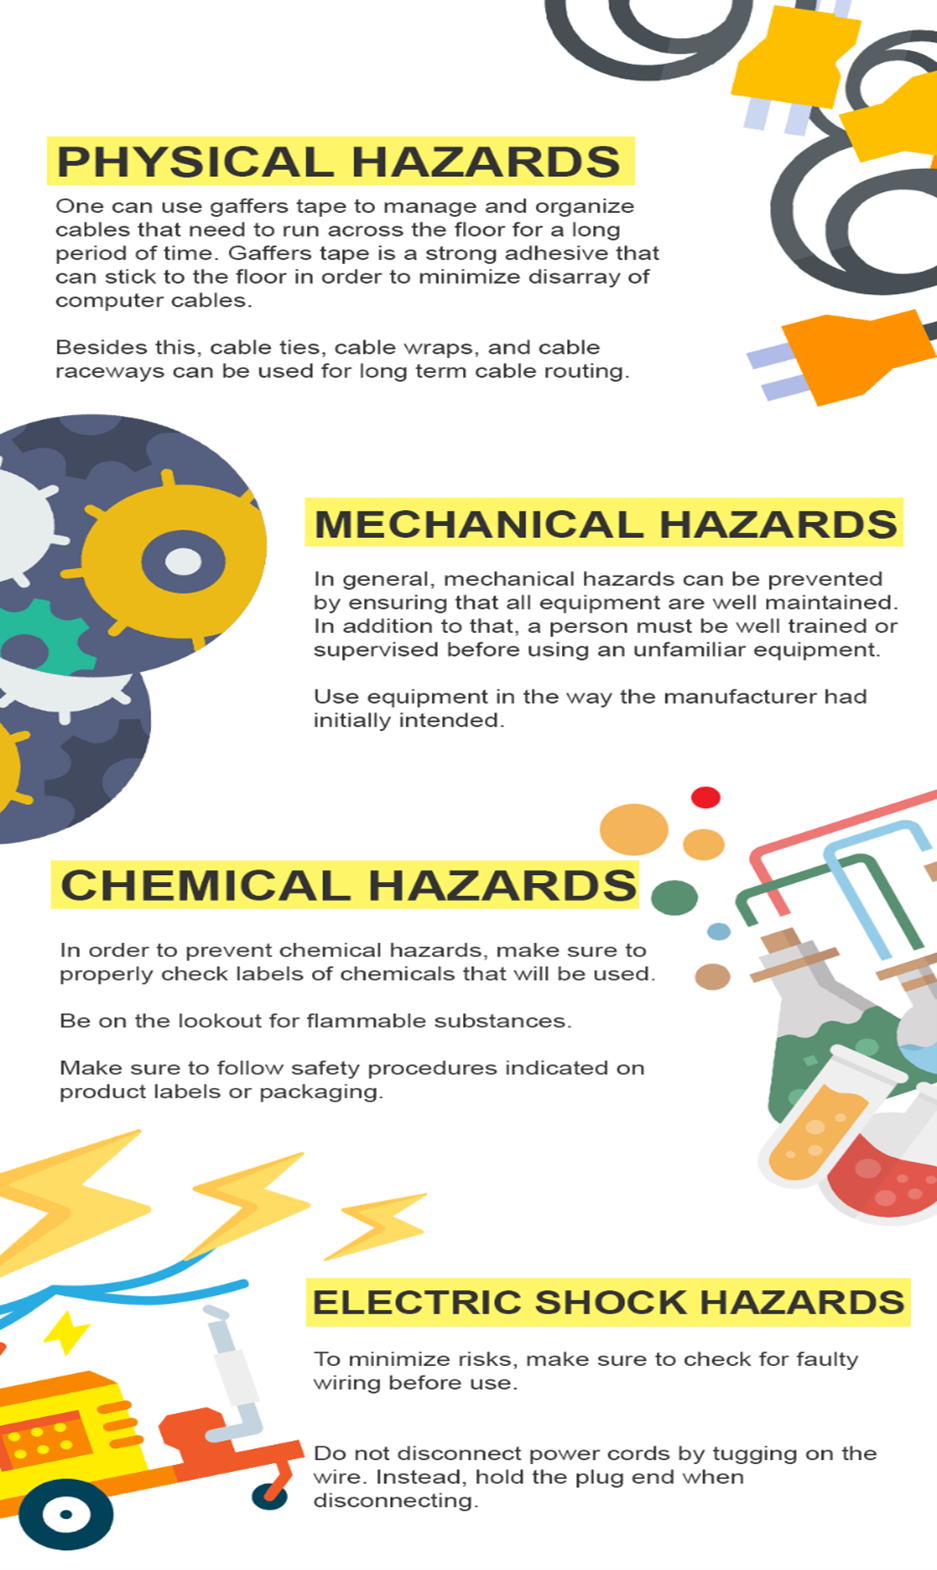 PHYSICAL HAZARDS
One can use gaffers tape to manage and organize
cables that need to run across the floor for a long
period of time. Gaffers tape is a strong adhesive that
can stick to the floor in order to minimize disarray of
computer cables.
Besides this, cable ties, cable wraps, and cable
raceways can be used for long term cable routing.
MECHANICAL HAZARDS
In general, mechanical hazards can be prevented
by ensuring that all equipment are well maintained.
In addition to that, a person must be well trained or
supervised before using an unfamiliar equipment.
Use equipment in the way the manufacturer had
initially intended.
CHEMICAL HAZARDS
In order to prevent chemical hazards, make sure to
properly check labels of chemicals that will be used.
Be on the lookout for flammable substances.
Make sure to follow safety procedures indicated on
product labels or packaging.
ELECTRIC SHOCK HAZARDS
To minimize risks, make sure to check for faulty
wiring before use.
Do not disconnect power cords by tugging on the
wire. Instead, hold the plug end when
disconnecting.